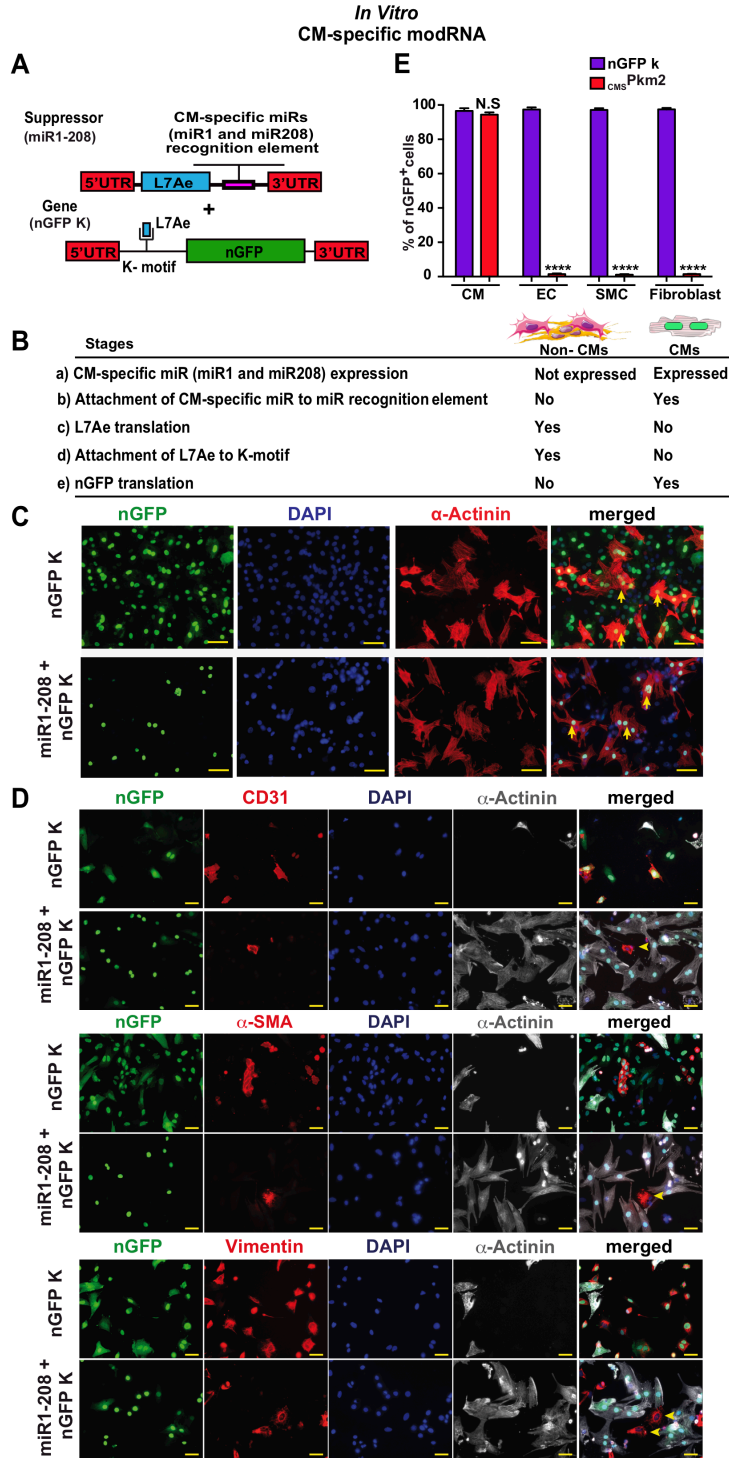 In Vitro
CM-specific modRNA
A
Suppressor
(miR1-208)
CM-specific miRs
(miR1 and miR208)
recognition element
5'UTR
L7Ae
3'UTR
+
Gene
(nGFP K)
L7Ae
5'UTR
K- motif
nGFP
3'UTR
E
nGFP k
CMSPkm2
% of nGFP+cells
100
80
60
40
20
0
N.S
****
****
****
CM
EC
SMC
Fibroblast
B
Stages
Non- CMs
CMs
a) CM-specific miR (miR1 and miR208) expression Not expressed Expressed
b) Attachment of CM-specific miR to miR recognition element No Yes
c) L7Ae translation Yes No
d) Attachment of L7Ae to K-motif Yes No
e) nGFP translation No Yes
C
nGFP DAPI α-Actinin merged
nGFP K
miR1-208 +
nGFP K
D
nGFP CD31 DAPI α-Actinin merged
nGFP K
miR1-208 +
nGFP K
nGFP α-SMA DAPI α-Actinin merged
nGFP K
miR1-208 +
nGFP K
nGFP Vimentin DAPI α-Actinin merged
nGFP K
miR1-208 +
nGFP K